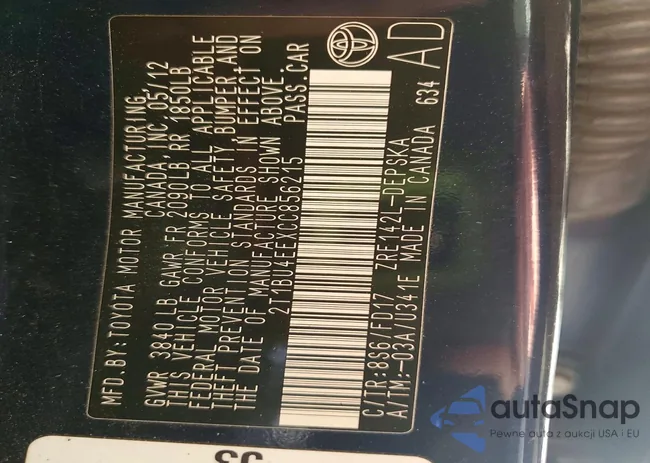 MFD.BY:TOYOTA MOTOR MANUFACTURING
CANADA,INC.05/12
GVWR 3840LB GAWR FR 2090LB RR 1850LB
THIS VEHICLE CONFORMS TO ALL APPLICABLE
FEDERAL MOTOR VEHICLE SAFETY, BUMPER, AND
THEFT PREVENTION STANDARDS IN EFFECT ON
THE DATE OF MANUFACTURE SHOWN ABOVE.
2T1BU4EEXCC856215 PASS.CAR
C/TR:8S6/FD17 ZRE142L-DEPSKA AD
A/TM:-03A/U341E MADE IN CANADA 634
autaSnap
Pewne auta z aukcji USA i EU